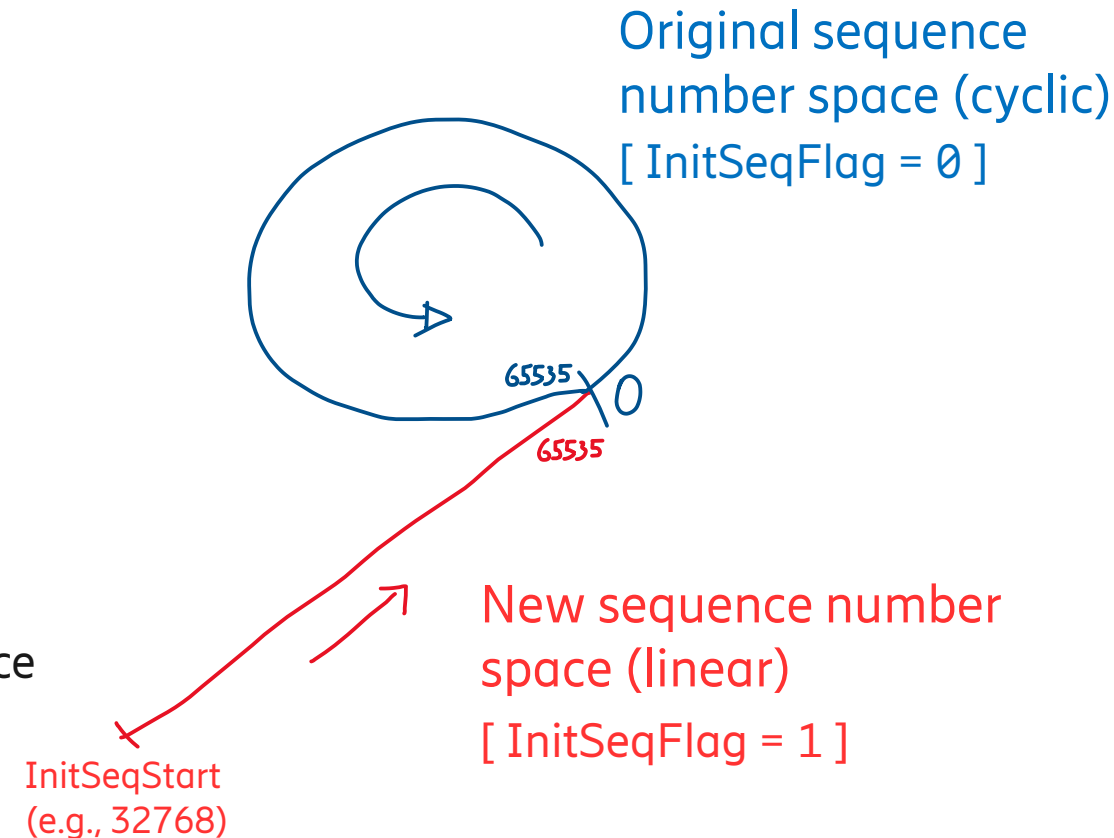 Original sequence
number space (cyclic)
[ InitSeqFlag = 0 ]
65535
0
65535
New sequence number
space (linear)
[ InitSeqFlag = 1 ]
ce
InitSeqStart
(e.g., 32768)